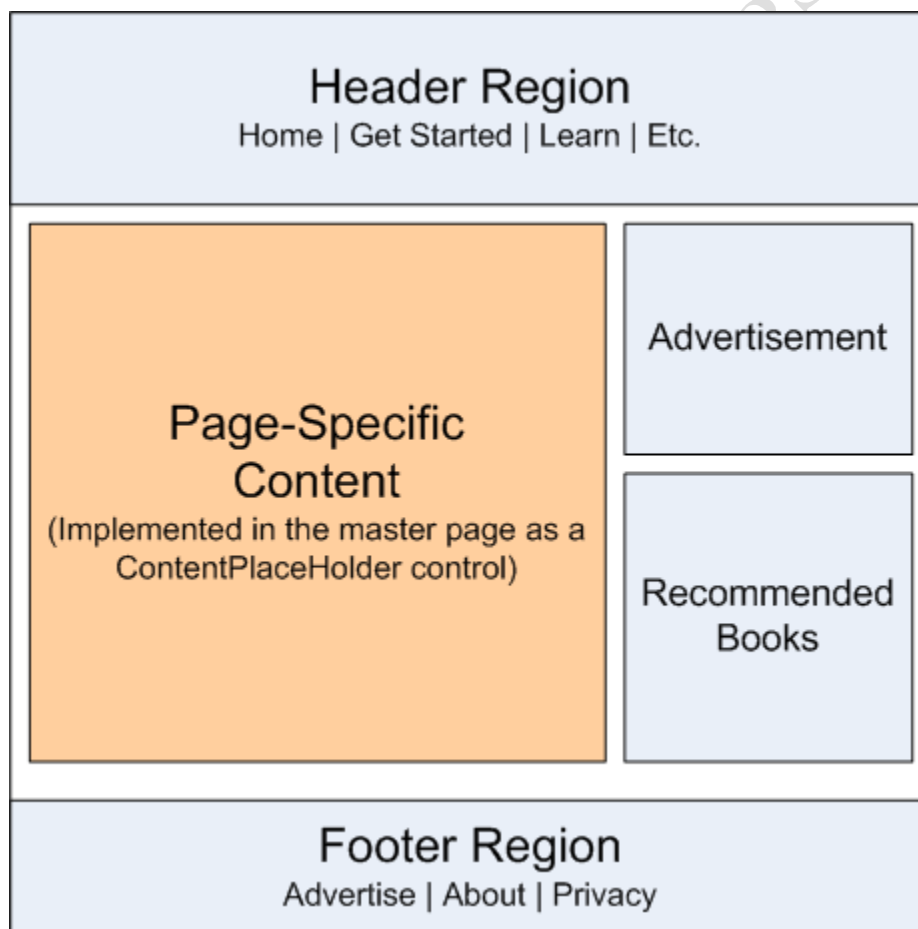 Header Region
Home | Get Started | Learn | Etc.
Page-Specific
Content
(Implemented in the master page as a
ContentPlaceHolder control)
Advertisement
Recommended
Books
Footer Region
Advertise | About | Privacy